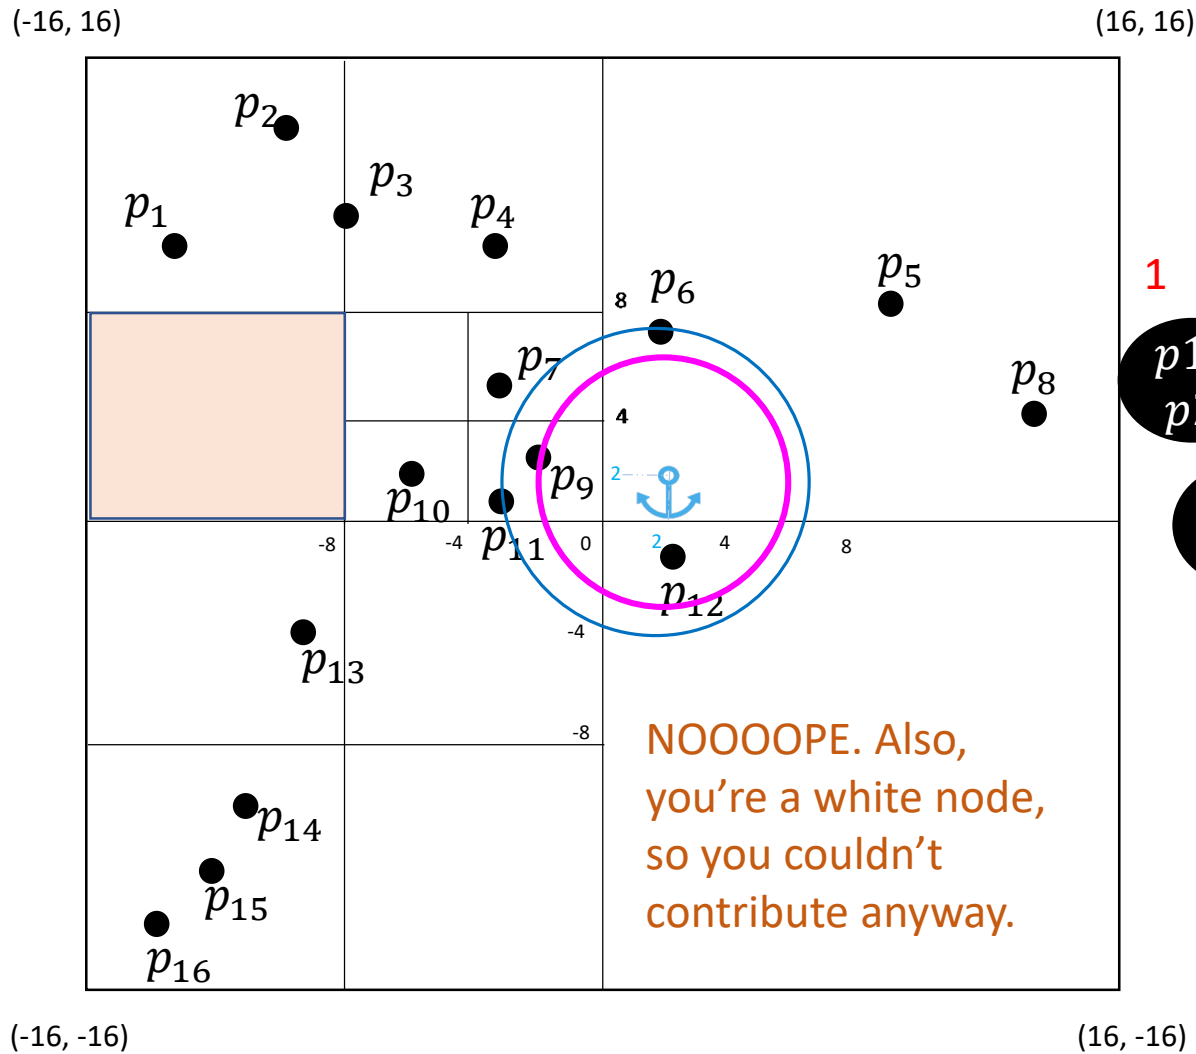 (-16, 16)
(16, 16)
p2
p3
p1
p4
p5
1
p6
8
p1
p7
p8
4
p
p9
2
p10
p11
-8
-4
0
2
4
8
p12
-4
p13
-8
NOOOOPE. Also,
you’re a white node,
so you couldn’t
contribute anyway.
p14
p15
p16
(-16, -16)
(16, -16)